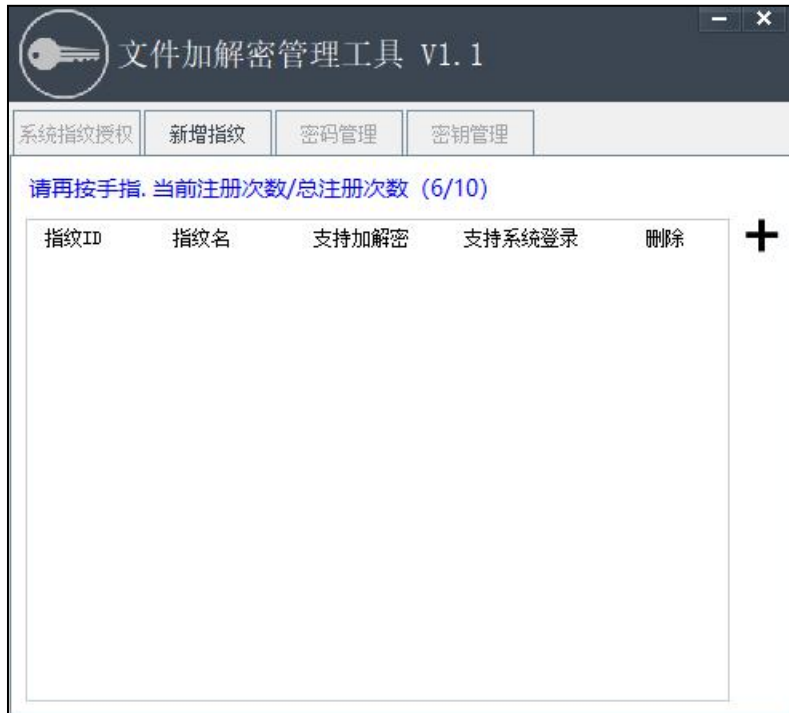 文件加解密管理工具 V1.1
系统指纹授权 新增指纹 密码管理 密钥管理
请再按手指. 当前注册次数/总注册次数 (6/10)
指纹ID 指纹名 支持加解密 支持系统登录 删除